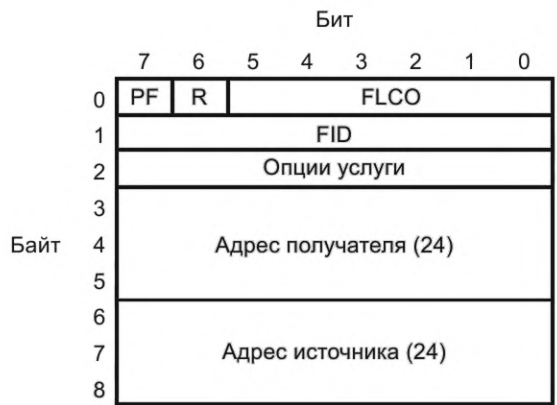 Бит
7 6 5 4 3 2 1 0
0 PF R FLCO
1 FID
2 Опции услуги
3
Байт 4 Адрес получателя (24)
5
6
7 Адрес источника (24)
8